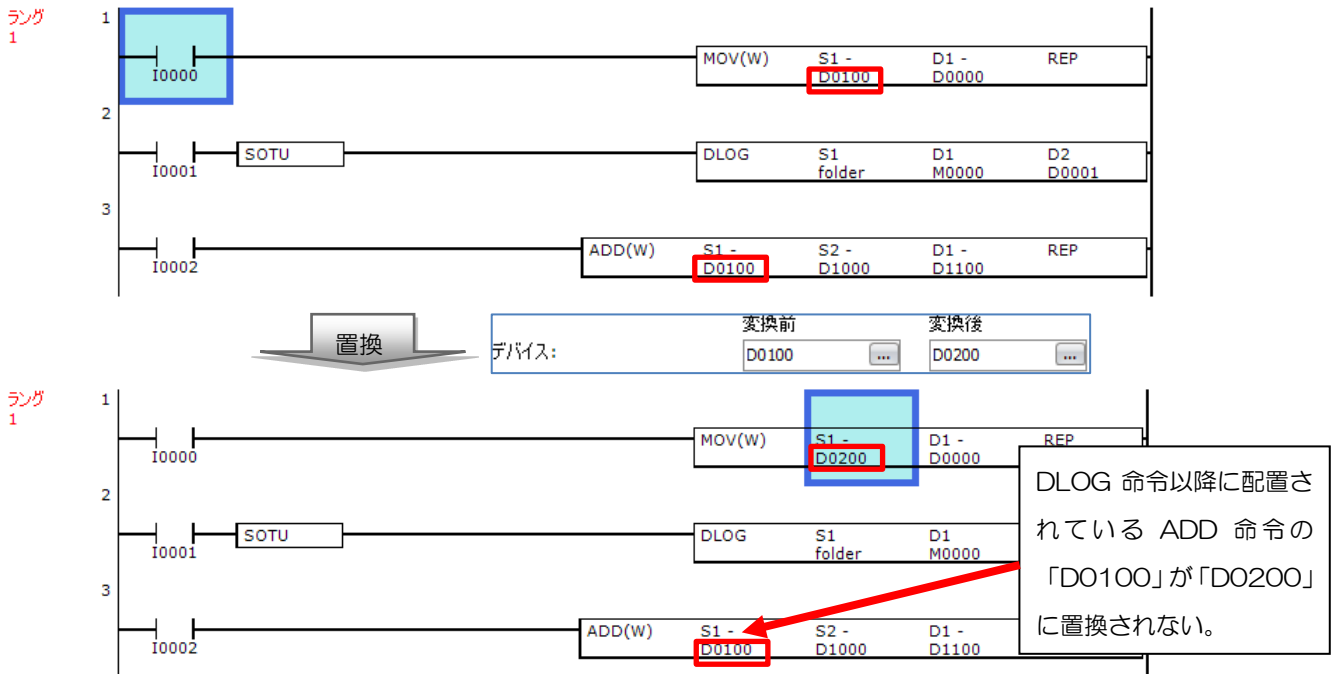 ラング 1
1
MOV(W) S1 - D1 - REP
I0000 D0100 D0000
2
SOTU DLOG S1 D1 D2
I0001 folder M0000 D0001
3
ADD(W) S1 - S2 - D1 - REP
I0002 D0100 D1000 D1100
変換前 変換後
置換
デバイス: D0100 ... D0200 ...
ラング 1
1
MOV(W) S1 - D1 - REP
I0000 D0200 D0000
DLOG 命令以降に配置さ
れている ADD 命令の
「D0100」が「D0200」
に置換されない。
2
SOTU DLOG S1 D1
I0001 folder M0000
3
ADD(W) S1 - S2 - D1 -
I0002 D0100 D1000 D1100